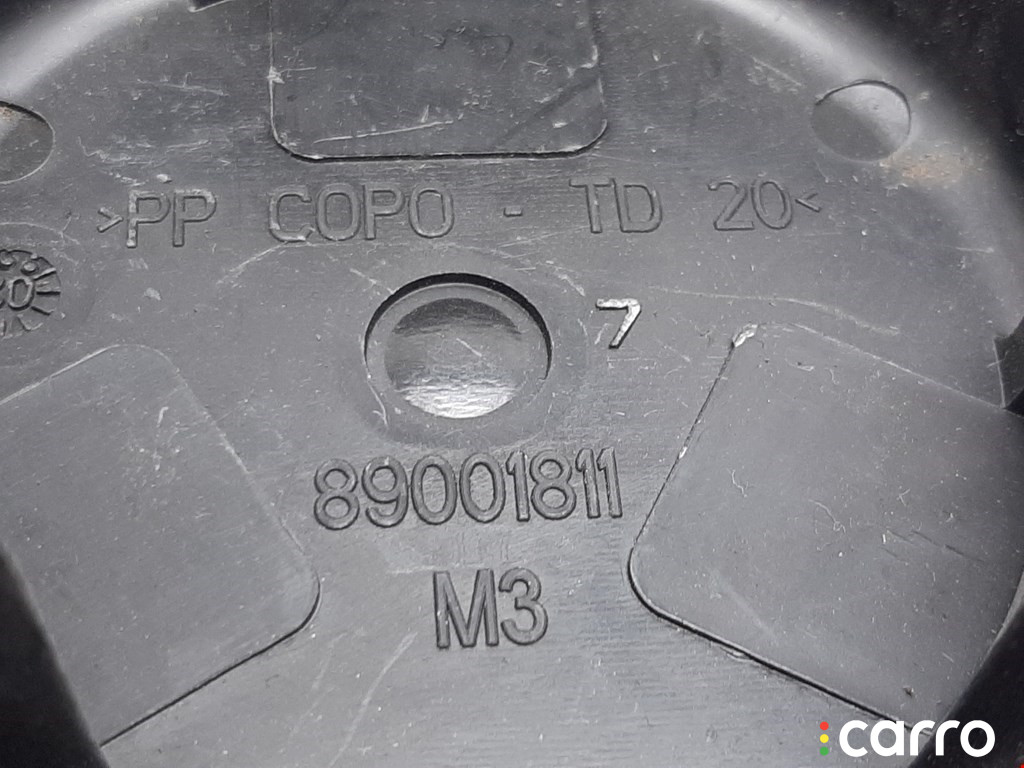 >PP COPO - TD 20<
7
89001811
M3
carro